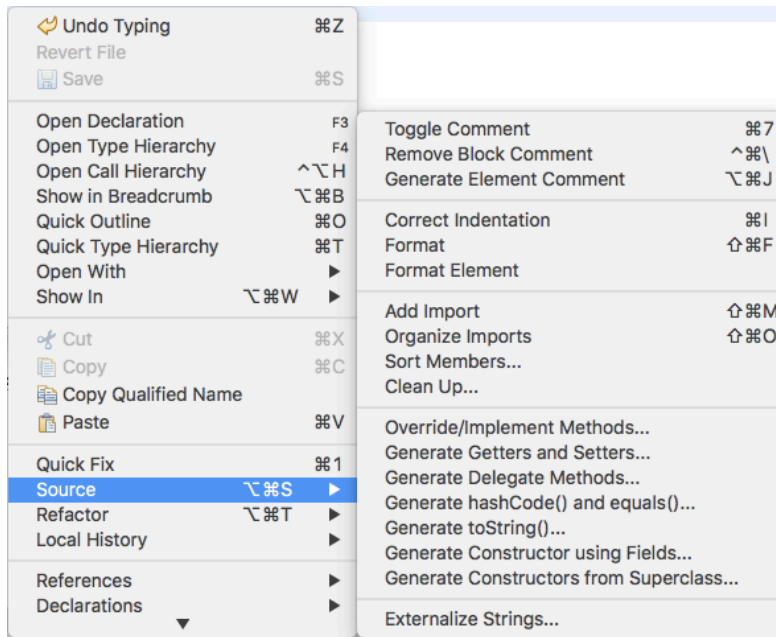 Undo Typing ⌘Z
Revert File
Save ⌘S
Open Declaration F3
Open Type Hierarchy F4
Open Call Hierarchy ^⌥H
Show in Breadcrumb ⌥⌘B
Quick Outline ⌘O
Quick Type Hierarchy ⌘T
Open With ▶
Show In ⌥⌘W ▶
Cut ⌘X
Copy ⌘C
Copy Qualified Name
Paste ⌘V
Quick Fix ⌘1
Source ⌥⌘S ▶
Refactor ⌥⌘T ▶
Local History ▶
References ▶
Declarations ▶
Toggle Comment ⌘7
Remove Block Comment ^⌘\
Generate Element Comment ⌥⌘J
Correct Indentation ⌘I
Format ⇧⌘F
Format Element
Add Import ⇧⌘M
Organize Imports ⇧⌘O
Sort Members...
Clean Up...
Override/Implement Methods...
Generate Getters and Setters...
Generate Delegate Methods...
Generate hashCode() and equals()...
Generate toString()...
Generate Constructor using Fields...
Generate Constructors from Superclass...
Externalize Strings...